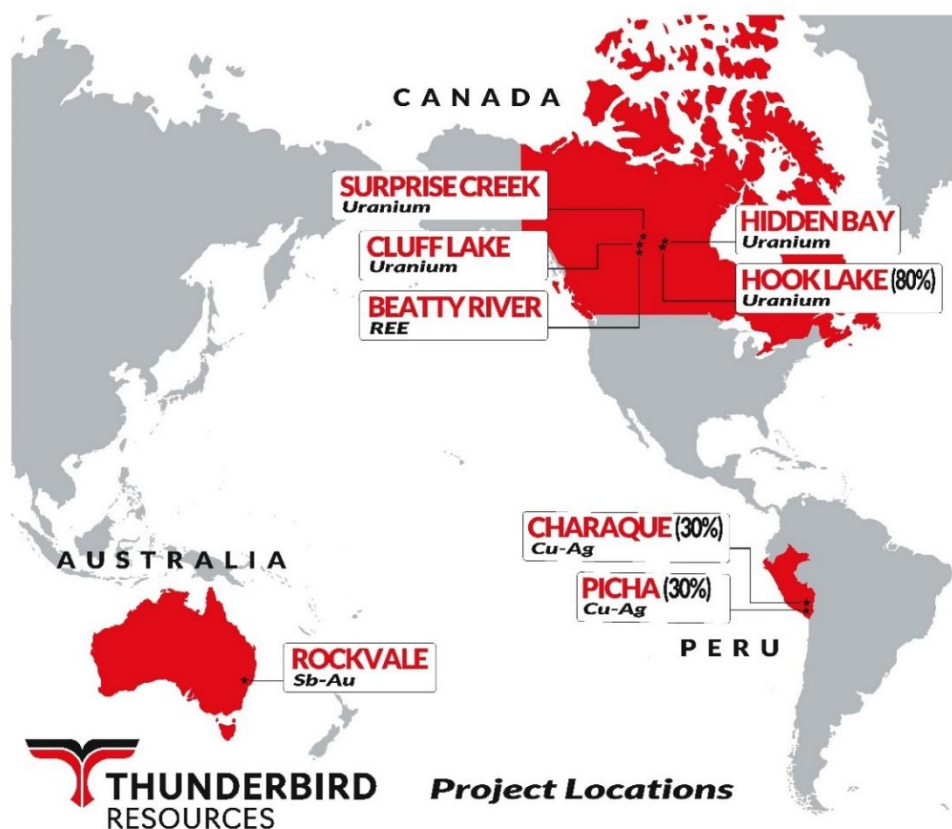 CANADA
SURPRISE CREEK
Uranium
CLUFF LAKE
Uranium
BEATTY RIVER
REE
HIDDEN BAY
Uranium
HOOK LAKE (80%)
Uranium
CHARAQUE (30%)
Cu-Ag
PICHA (30%)
Cu-Ag
PERU
AUSTRALIA
ROCKVALE
Sb-Au
THUNDERBIRD
RESOURCES
Project Locations